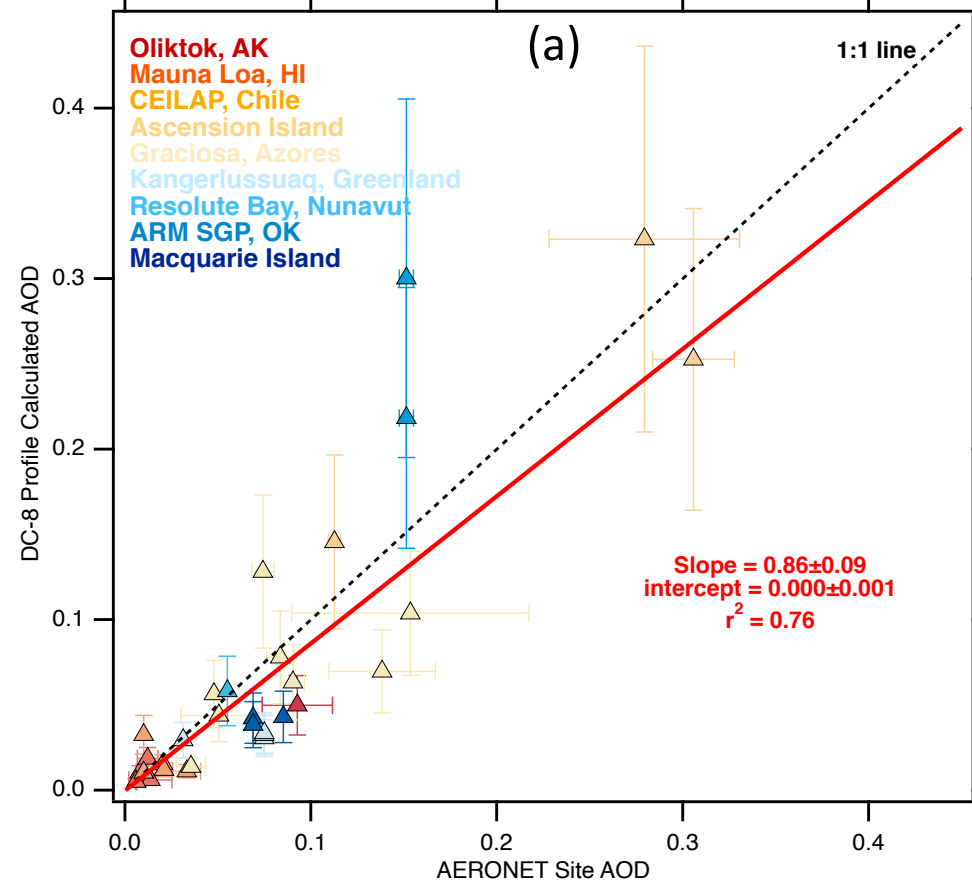 (a)
1:1 line
Oliktok, AK
Mauna Loa, HI
CEILAP, Chile
Ascension Island
Graciosa, Azores
Kangerlussuaq, Greenland
Resolute Bay, Nunavut
ARM SGP, OK
Macquarie Island
0.4
0.3
0.2
0.1
0.0
DC-8 Profile Calculated AOD
Slope = 0.86±0.09
intercept = 0.000±0.001
r² = 0.76
0.0 0.1 0.2 0.3 0.4
AERONET Site AOD